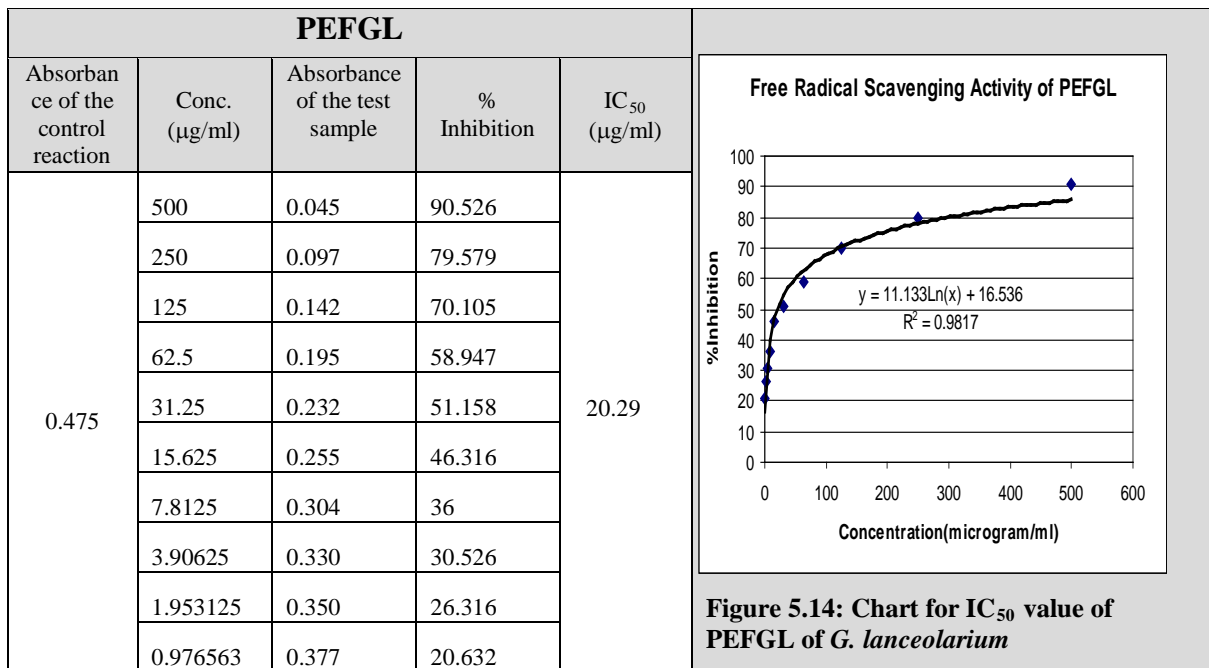 PEFGL
Absorban
ce of the
control
reaction
Conc.
(µg/ml)
Absorbance
of the test
sample
%
Inhibition
IC50
(µg/ml)
0.475
500 0.045 90.526
250 0.097 79.579
125 0.142 70.105
62.5 0.195 58.947
31.25 0.232 51.158
15.625 0.255 46.316
7.8125 0.304 36
3.90625 0.330 30.526
1.953125 0.350 26.316
0.976563 0.377 20.632
20.29
Free Radical Scavenging Activity of PEFGL
%Inhibition
100
90
80
70
60
50
40
30
20
10
0
y = 11.133Ln(x) + 16.536
R² = 0.9817
0 100 200 300 400 500 600
Concentration(microgram/ml)
Figure 5.14: Chart for IC50 value of
PEFGL of G. lanceolarium